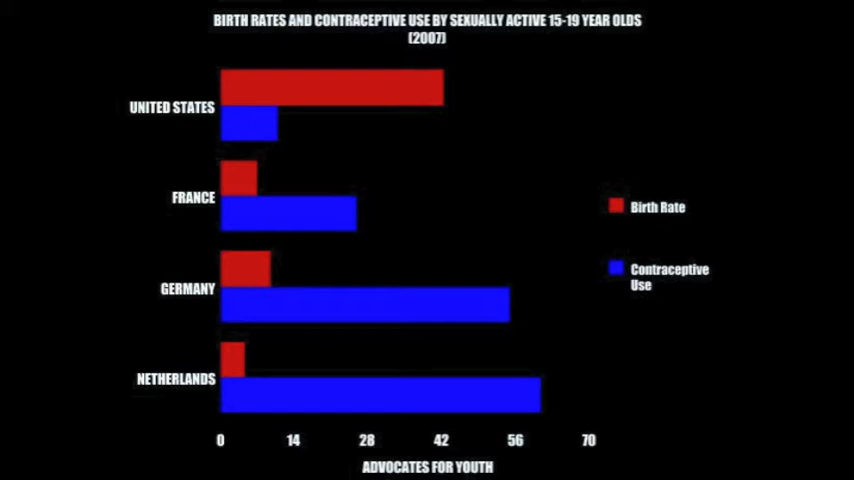 BIRTH RATES AND CONTRACEPTIVE USE BY SEXUALLY ACTIVE 15-19 YEAR OLDS
(2007)
UNITED STATES
FRANCE
Birth Rate
Contraceptive
Use
GERMANY
NETHERLANDS
0 14 28 42 56 70
ADVOCATES FOR YOUTH